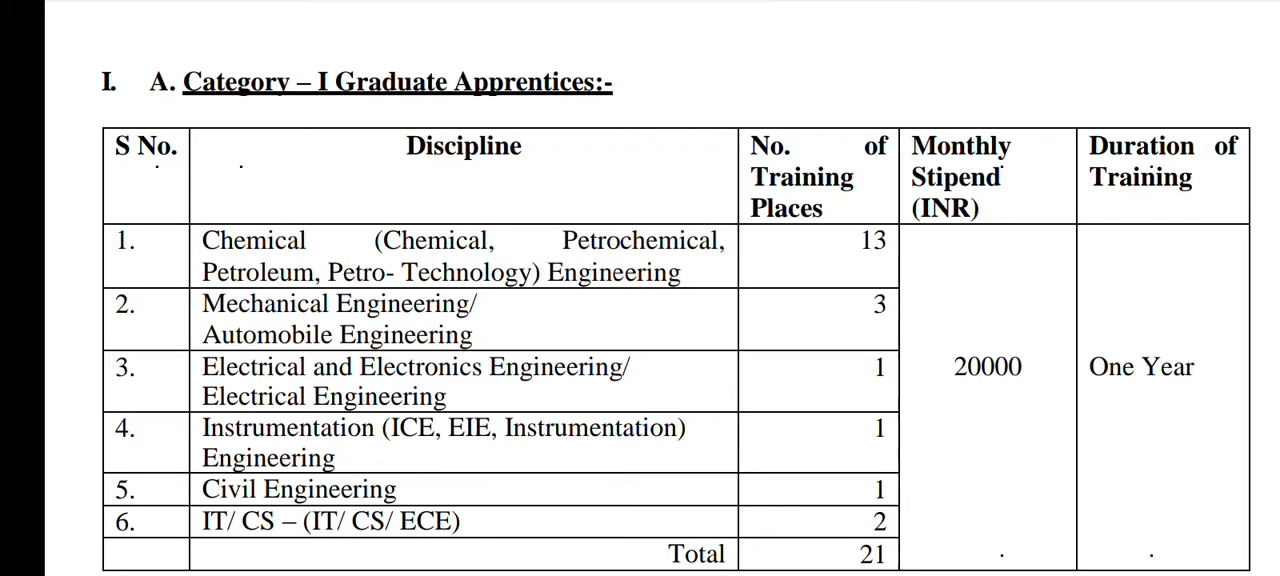 I. A. Category – I Graduate Apprentices:-
S No. Discipline No. of Monthly Duration of
Training Stipend Training
Places (INR)
1. Chemical (Chemical, Petrochemical, 13
Petroleum, Petro- Technology) Engineering
2. Mechanical Engineering/ 3
Automobile Engineering
3. Electrical and Electronics Engineering/ 1 20000 One Year
Electrical Engineering
4. Instrumentation (ICE, EIE, Instrumentation) 1
Engineering
5. Civil Engineering 1
6. IT/ CS – (IT/ CS/ ECE) 2
Total 21